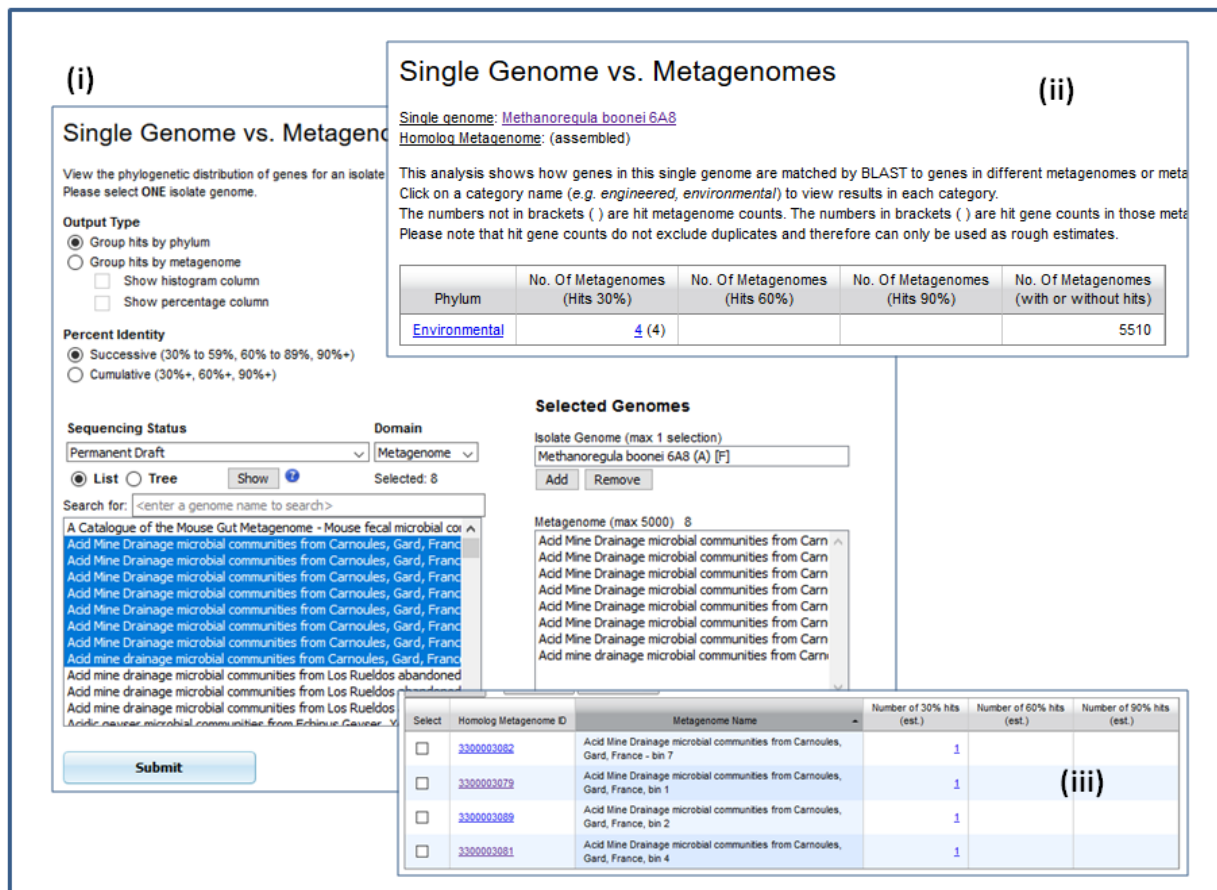 (i)
Single Genome vs. Metageno
View the phylogenetic distribution of genes for an isolate
Please select ONE isolate genome.
Output Type
Group hits by phylum
Group hits by metagenome
Show histogram column
Show percentage column
Percent Identity
Successive (30% to 59%, 60% to 89%, 90%+)
Cumulative (30%+, 60%+, 90%+)
Sequencing Status Domain
Permanent Draft Metagenome
List Tree Show ? Selected: 8
Search for: <enter a genome name to search>
A Catalogue of the Mouse Gut Metagenome - Mouse fecal microbial co
Acid Mine Drainage microbial communities from Carnoules, Gard, Franc
Acid Mine Drainage microbial communities from Carnoules, Gard, Franc
Acid Mine Drainage microbial communities from Carnoules, Gard, Franc
Acid Mine Drainage microbial communities from Carnoules, Gard, Franc
Acid Mine Drainage microbial communities from Carnoules, Gard, Franc
Acid Mine Drainage microbial communities from Carnoules, Gard, Franc
Acid Mine Drainage microbial communities from Carnoules, Gard, Franc
Acid mine drainage microbial communities from Carnoules, Gard, Franc
Acid mine drainage microbial communities from Los Rueldos abandoned
Acid mine drainage microbial communities from Los Rueldos abandoned
Acid mine drainage microbial communities from Los Rueldos a
Acidic geyser microbial communities from Echinus Geyser, Y
Submit
Selected Genomes
Isolate Genome (max 1 selection)
Methanoregula boonei 6A8 (A) [F]
Add Remove
Metagenome (max 5000) 8
Acid Mine Drainage microbial communities from Carn
Acid Mine Drainage microbial communities from Carn
Acid Mine Drainage microbial communities from Carn
Acid Mine Drainage microbial communities from Carn
Acid Mine Drainage microbial communities from Carn
Acid Mine Drainage microbial communities from Carn
Acid Mine Drainage microbial communities from Carn
Acid mine drainage microbial communities from Carn
(ii)
Single Genome vs. Metagenomes
Single genome: Methanoregula boonei 6A8
Homolog Metagenome: (assembled)
This analysis shows how genes in this single genome are matched by BLAST to genes in different metagenomes or meta
Click on a category name (e.g. engineered, environmental) to view results in each category.
The numbers not in brackets ( ) are hit metagenome counts. The numbers in brackets ( ) are hit gene counts in those meta
Please note that hit gene counts do not exclude duplicates and therefore can only be used as rough estimates.
Phylum No. Of Metagenomes (Hits 30%) No. Of Metagenomes (Hits 60%) No. Of Metagenomes (Hits 90%) No. Of Metagenomes (with or without hits)
Environmental 4 (4) 5510
(iii)
Select Homolog Metagenome ID Metagenome Name Number of 30% hits (est.) Number of 60% hits (est.) Number of 90% hits (est.)
3300003082 Acid Mine Drainage microbial communities from Carnoules, Gard, France - bin 7 1
3300003079 Acid Mine Drainage microbial communities from Carnoules, Gard, France, bin 1 1
3300003089 Acid Mine Drainage microbial communities from Carnoules, Gard, France, bin 2 1
3300003081 Acid Mine Drainage microbial communities from Carnoules, Gard, France, bin 4 1